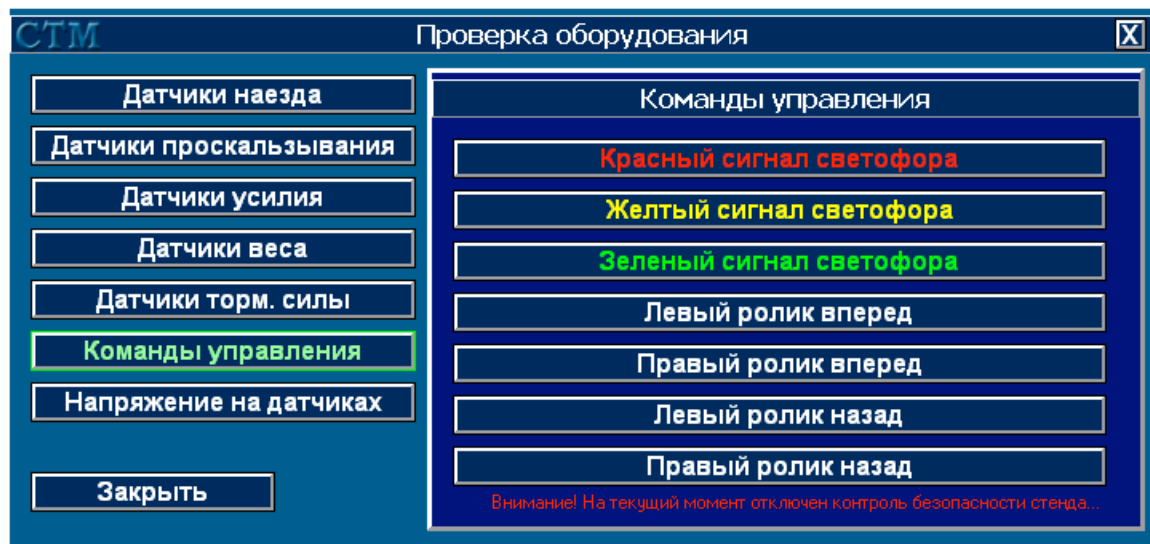 СТМ
Проверка оборудования
X
Датчики наезда
Датчики проскальзывания
Датчики усилия
Датчики веса
Датчики торм. силы
Команды управления
Напряжение на датчиках
Закрыть
Команды управления
Красный сигнал светофора
Желтый сигнал светофора
Зеленый сигнал светофора
Левый ролик вперед
Правый ролик вперед
Левый ролик назад
Правый ролик назад
Внимание! На текущий момент отключен контроль безопасности стенда...